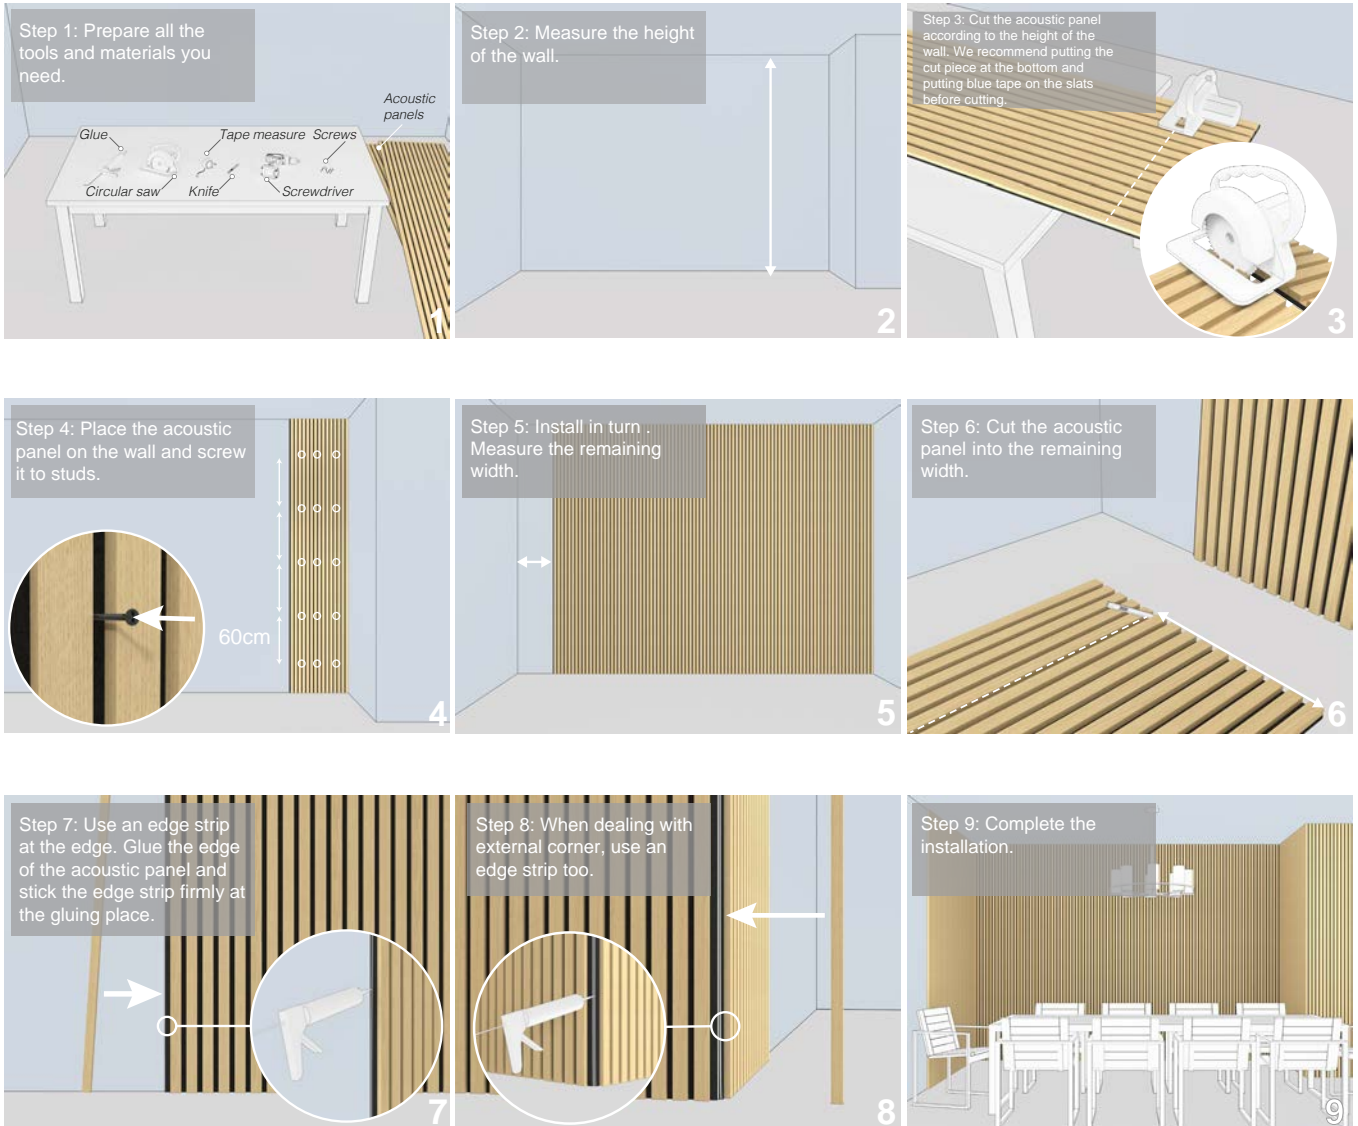 Step 1: Prepare all the
tools and materials you
need.
Acoustic
panels
Glue
Tape measure
Screws
Circular saw
Knife
Screwdriver
1
Step 2: Measure the height
of the wall.
2
Step 3: Cut the acoustic panel
according to the height of the
wall. We recommend putting the
cut piece at the bottom and
putting blue tape on the slats
before cutting.
3
Step 4: Place the acoustic
panel on the wall and screw
it to studs.
60cm
4
Step 5: Install in turn .
Measure the remaining
width.
5
Step 6: Cut the acoustic
panel into the remaining
width.
6
Step 7: Use an edge strip
at the edge. Glue the edge
of the acoustic panel and
stick the edge strip firmly at
the gluing place.
7
Step 8: When dealing with
external corner, use an
edge strip too.
8
Step 9: Complete the
installation.
9